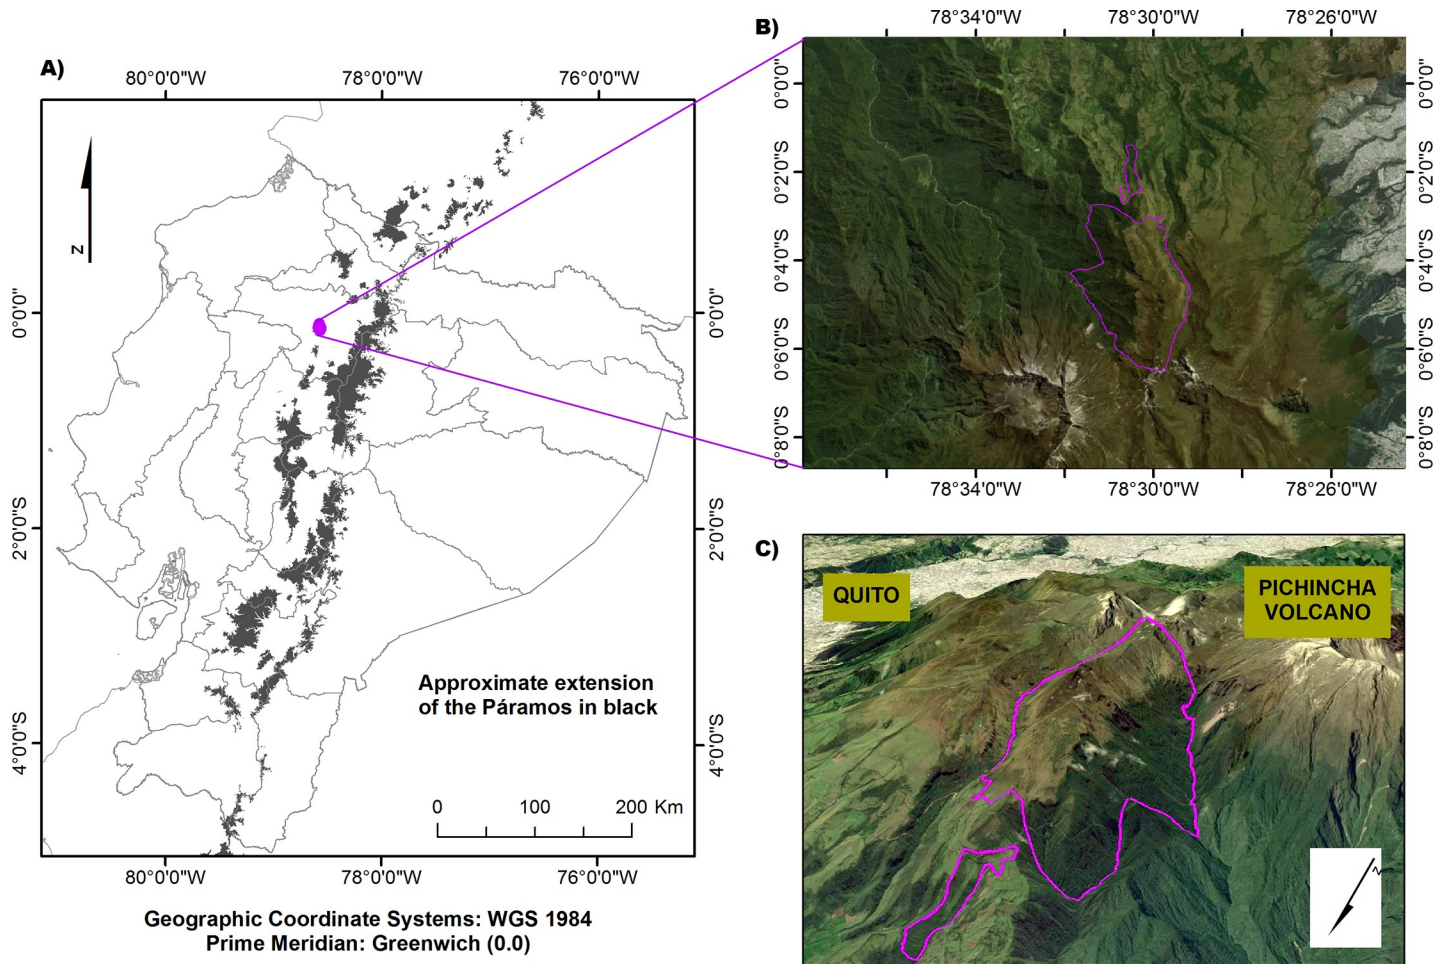 A)
80°0'0"W 78°0'0"W 76°0'0"W
0°0'0" 2°0'0"S 4°0'0"S
N
0°0'0" 2°0'0"S 4°0'0"S
Approximate extension
of the Páramos in black
0 100 200 Km
80°0'0"W 78°0'0"W 76°0'0"W
Geographic Coordinate Systems: WGS 1984
Prime Meridian: Greenwich (0.0)
B)
78°34'0"W 78°30'0"W 78°26'0"W
0°0'0" 0°2'0"S 0°4'0"S 0°6'0"S 0°8'0"S
0°0'0" 0°2'0"S 0°4'0"S 0°6'0"S 0°8'0"S
78°34'0"W 78°30'0"W 78°26'0"W
C)
QUITO
PICHINCHA
VOLCANO
N